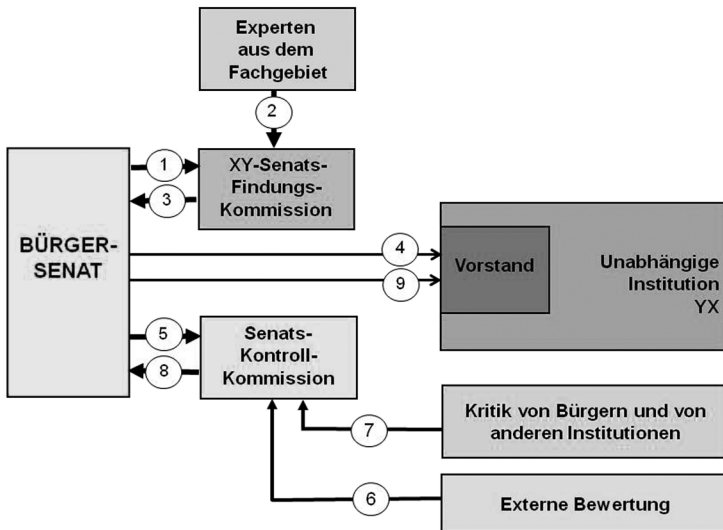 Experten
aus dem
Fachgebiet
2
1
XY-Senats-
Findungs-
Kommission
3
BÜRGER-
SENAT
4
9
Vorstand
Unabhängige
Institution
YX
5
8
Senats-
Kontroll-
Kommission
7
Kritik von Bürgern und von
anderen Institutionen
6
Externe Bewertung